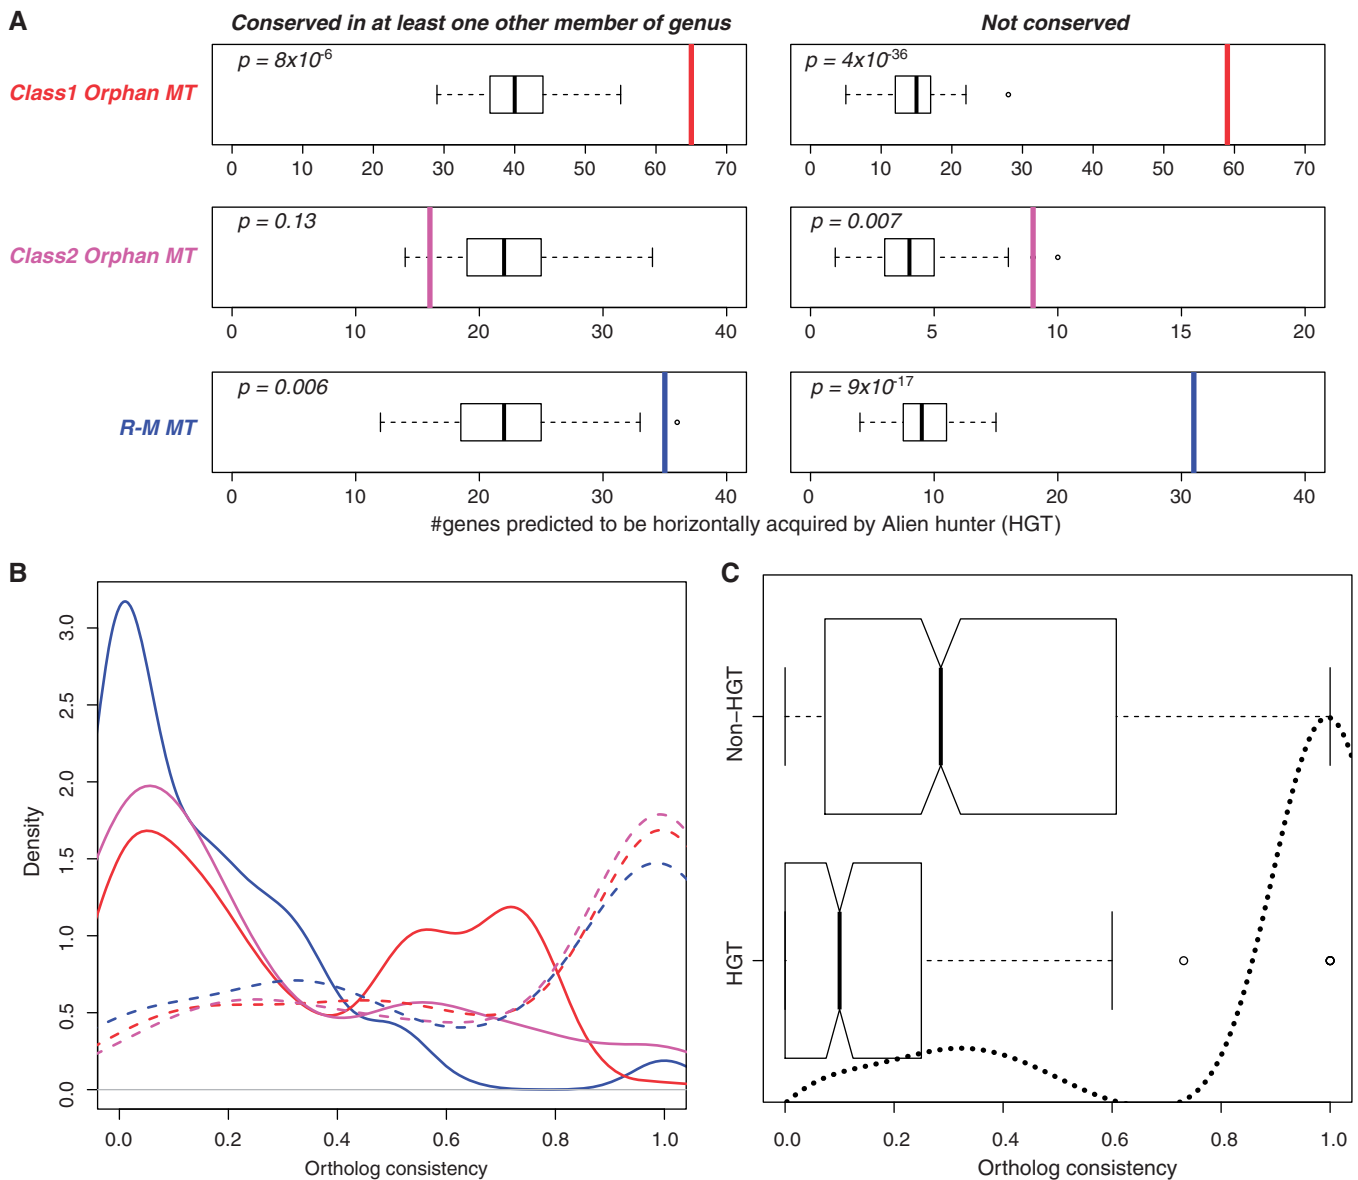 A
Conserved in at least one other member of genus
Not conserved
Class1 Orphan MT
p = 8x10-6
0 10 20 30 40 50 60 70
p = 4x10-36
0 10 20 30 40 50 60 70
Class2 Orphan MT
p = 0.13
0 10 20 30 40
p = 0.007
0 5 10 15 20
R-M MT
p = 0.006
0 10 20 30 40
p = 9x10-17
0 10 20 30 40
#genes predicted to be horizontally acquired by Alien hunter (HGT)
B
Density
0.0 0.5 1.0 1.5 2.0 2.5 3.0
0.0 0.2 0.4 0.6 0.8 1.0
Ortholog consistency
C
Non−HGT
HGT
0.0 0.2 0.4 0.6 0.8 1.0
Ortholog consistency